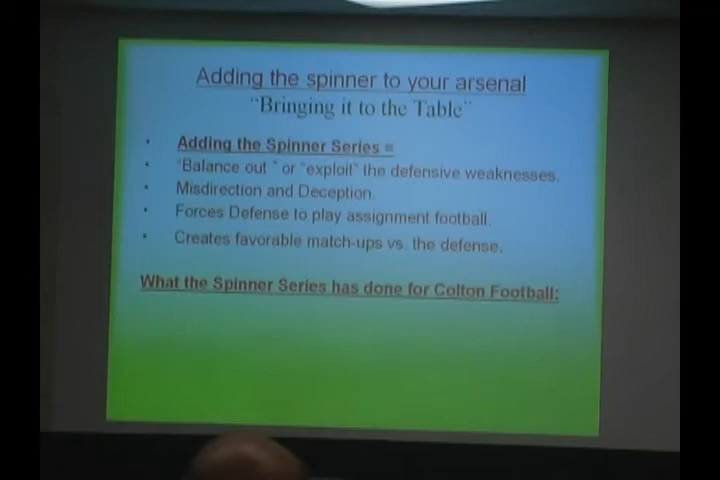 Adding the spinner to your arsenal
“Bringing it to the Table”
• Adding the Spinner Series =
• “Balance out ” or “exploit” the defensive weaknesses.
• Misdirection and Deception.
• Forces Defense to play assignment football.
• Creates favorable match-ups vs. the defense.
What the Spinner Series has done for Colton Football: